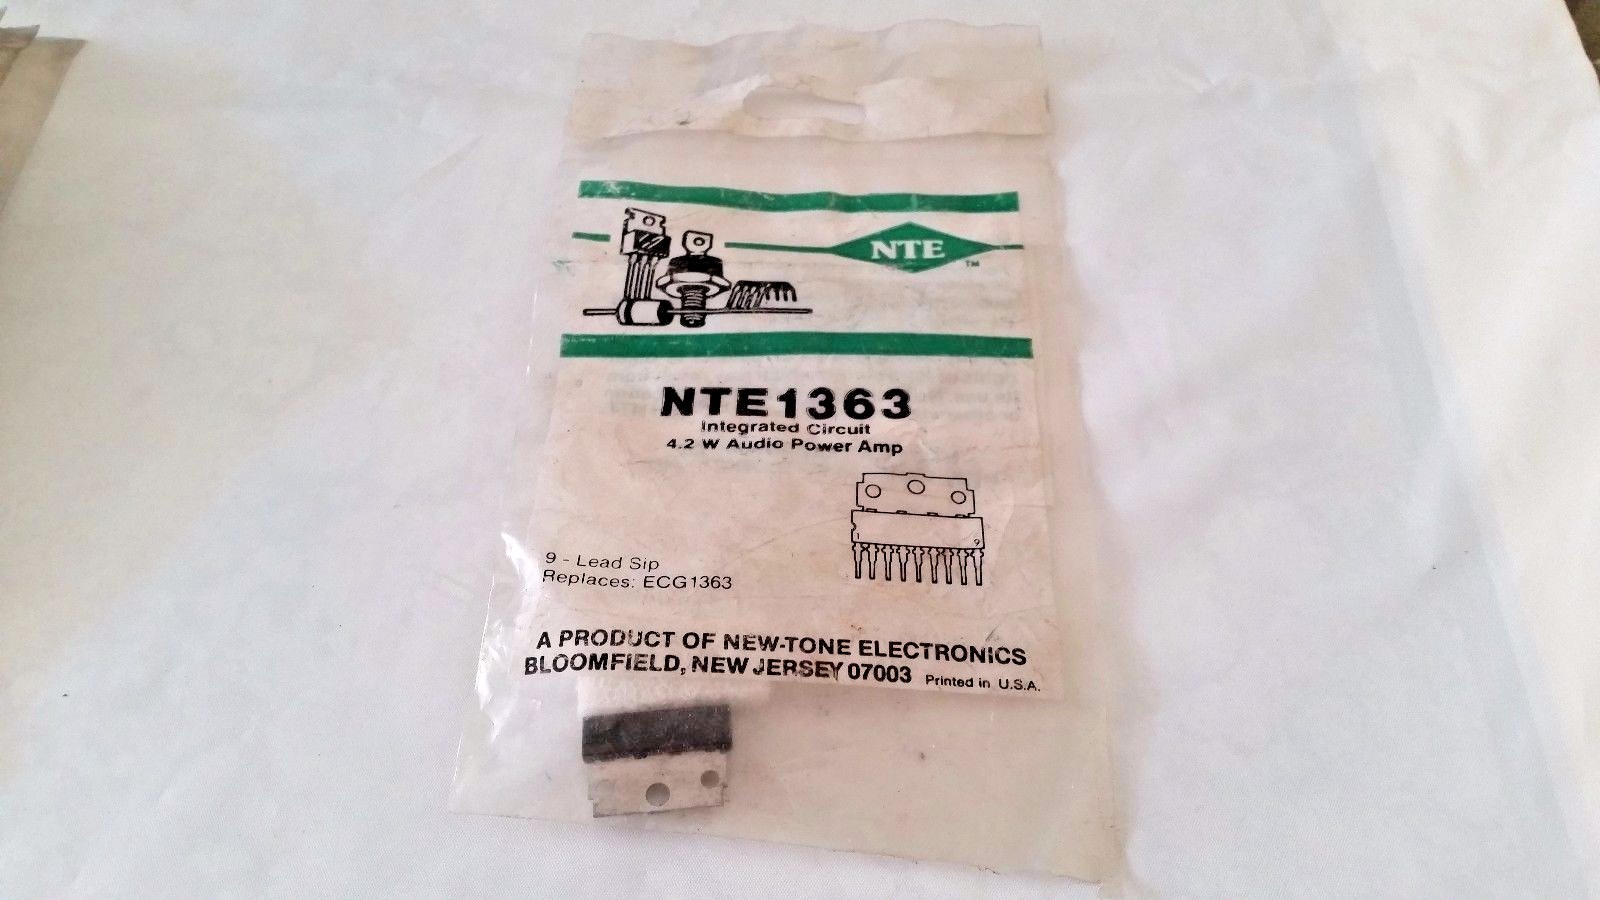 NTE
TM
NTE1363
Integrated Circuit
4.2 W Audio Power Amp
1 9
9 - Lead Sip
Replaces: ECG1363
A PRODUCT OF NEW-TONE ELECTRONICS
BLOOMFIELD, NEW JERSEY 07003 Printed in U.S.A.